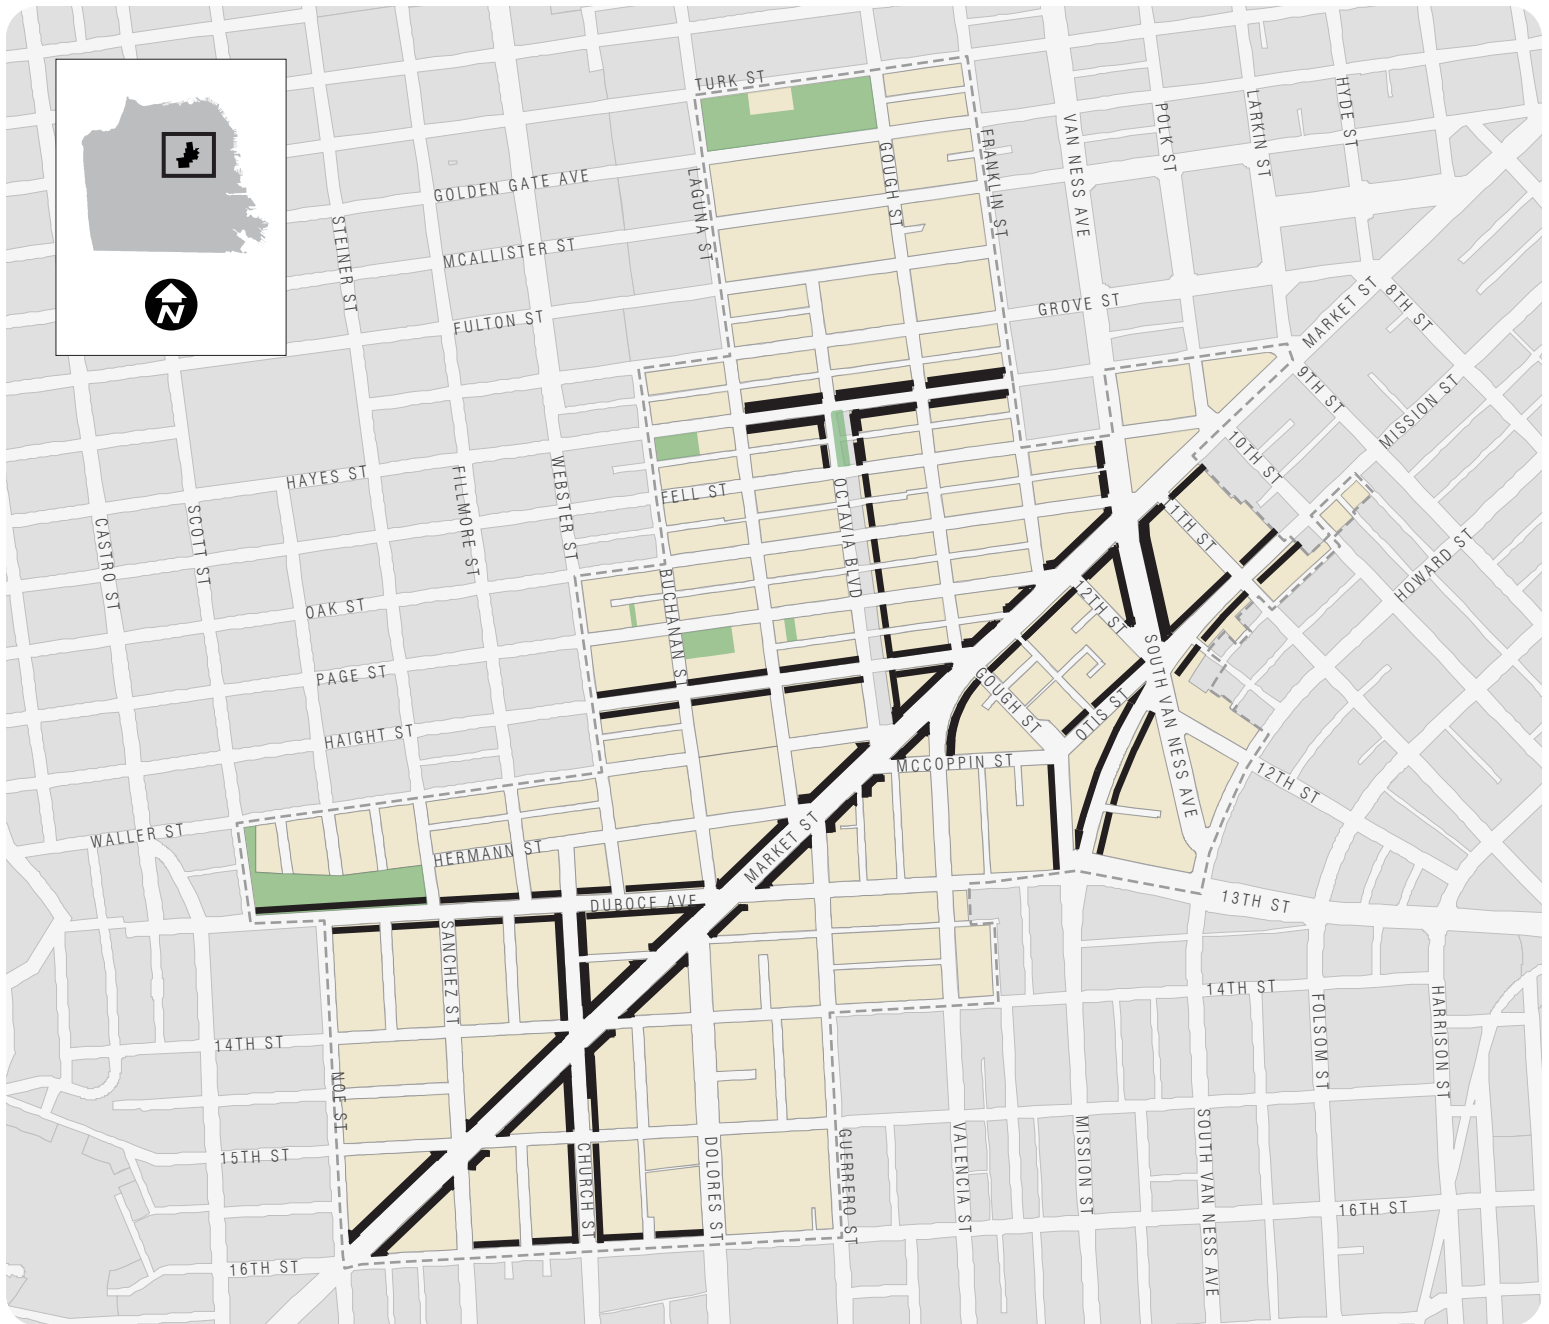 TURK ST
GOLDEN GATE AVE
MCALLISTER ST
FULTON ST
LAGUNA ST
GOUGH ST
FRANKLIN ST
VAN NESS AVE
POLK ST
LARKIN ST
HYDE ST
STEINER ST
GROVE ST
MARKET ST
8TH ST
9TH ST
MISSION ST
10TH ST
HAYES ST
FELL ST
FILLMORE ST
WEBSTER ST
SCOTT ST
CASTRO ST
OCTAVIA BLVD
11TH ST
HOWARD ST
OAK ST
BUCHANAN ST
12TH ST
PAGE ST
GOUGH ST
OTIS ST
SOUTH VAN NESS AVE
HAIGHT ST
MCCOPPIN ST
12TH ST
WALLER ST
HERMANN ST
MARKET ST
DUBOCE AVE
13TH ST
SANCHEZ ST
14TH ST
14TH ST
FOLSOM ST
HARRISON ST
NOE ST
15TH ST
CHURCH ST
DOLORES ST
GUERRERO ST
VALENCIA ST
MISSION ST
SOUTH VAN NESS AVE
16TH ST
16TH ST
N